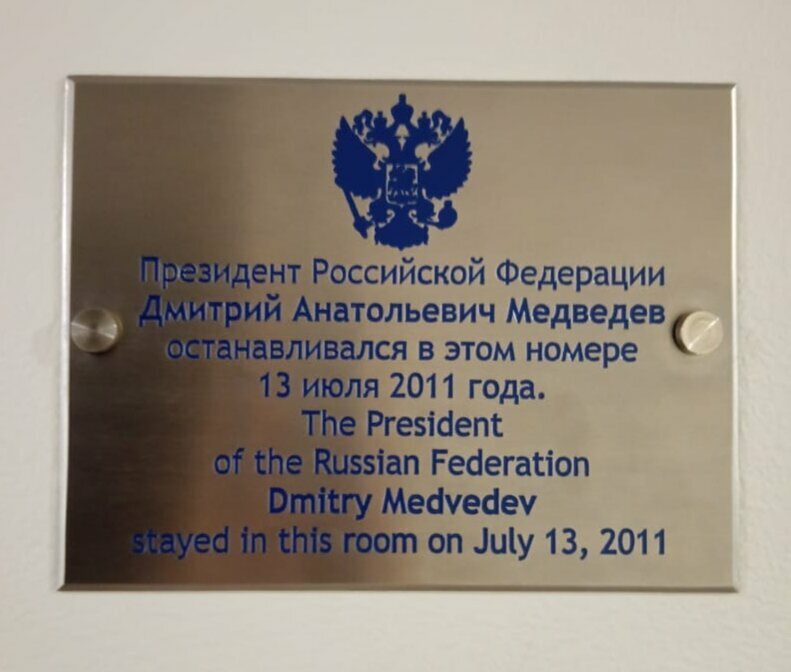 Президент Российской Федерации
Дмитрий Анатольевич Медведев
останавливался в этом номере
13 июля 2011 года.
The President
of the Russian Federation
Dmitry Medvedev
stayed in this room on July 13, 2011